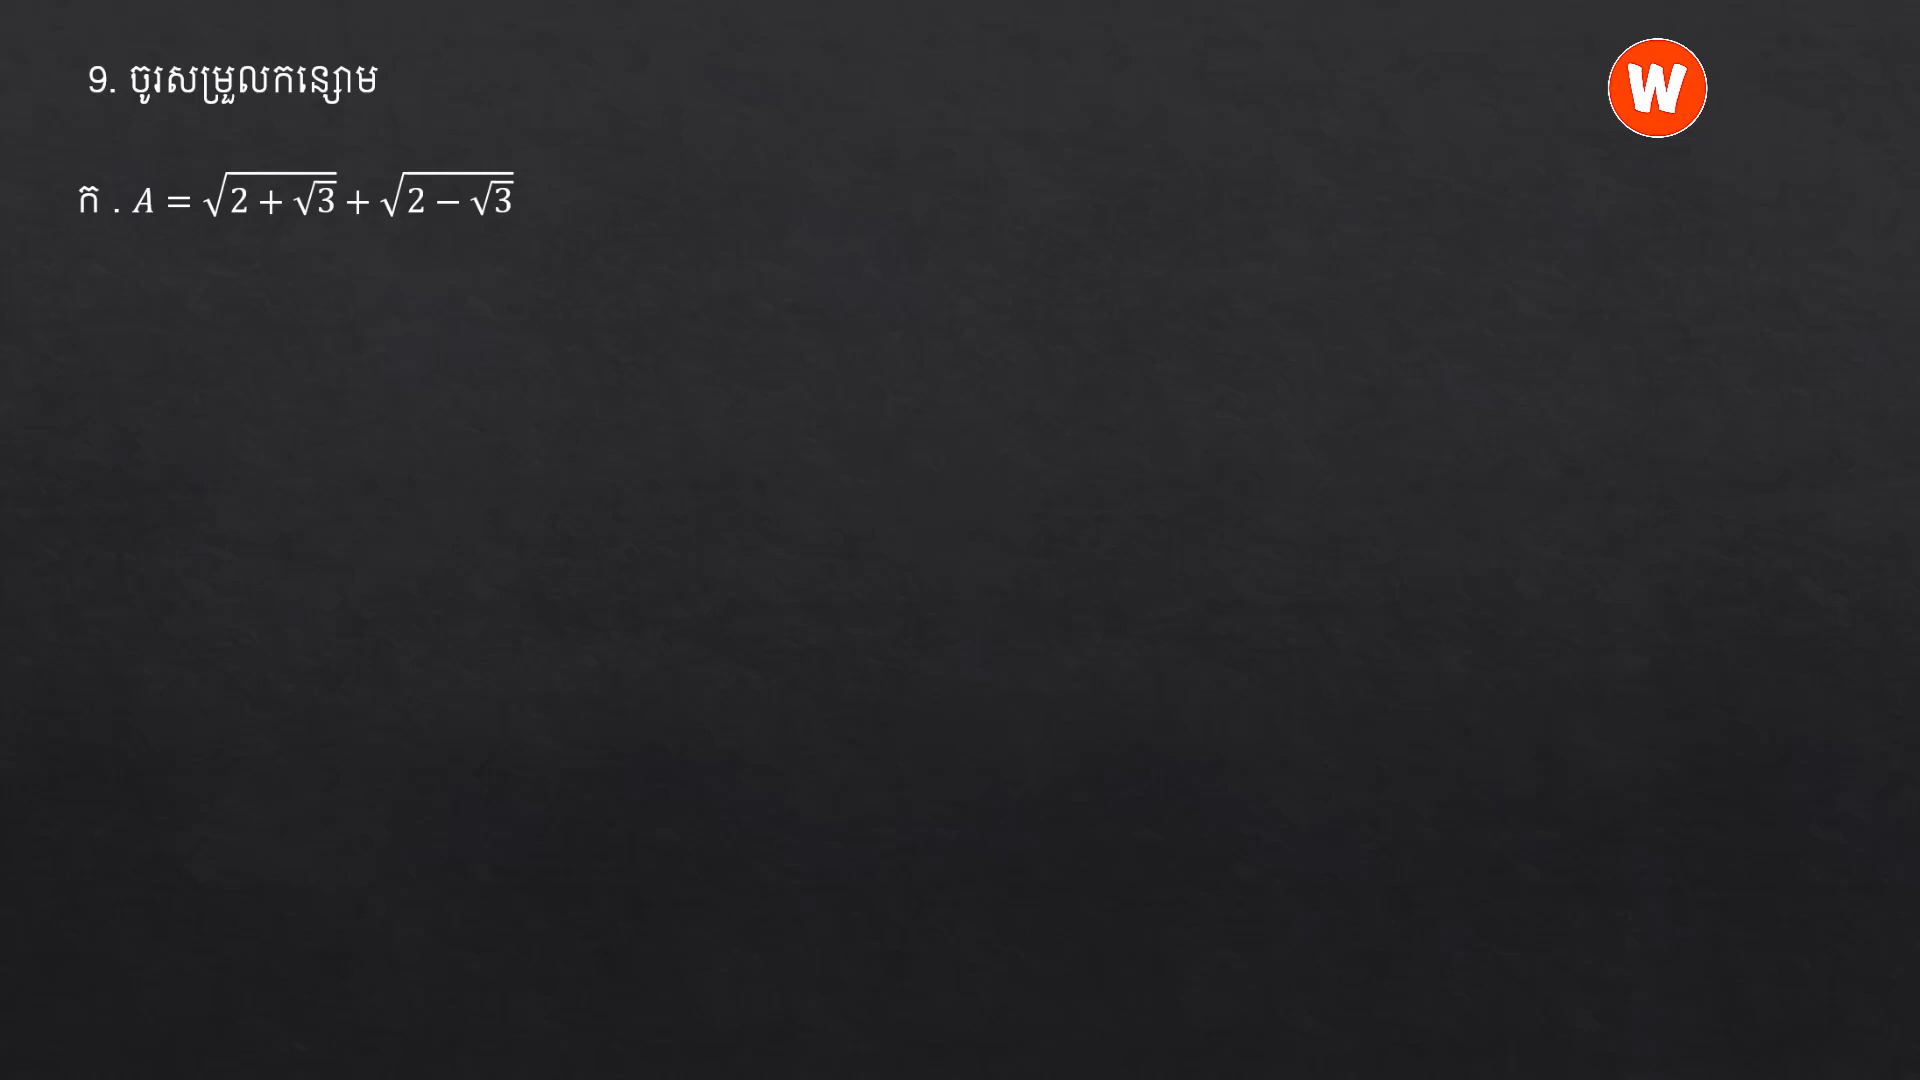 9. ចូរសម្រួលកន្សោម
W
ក . A = √(2 + √3) + √(2 − √3)